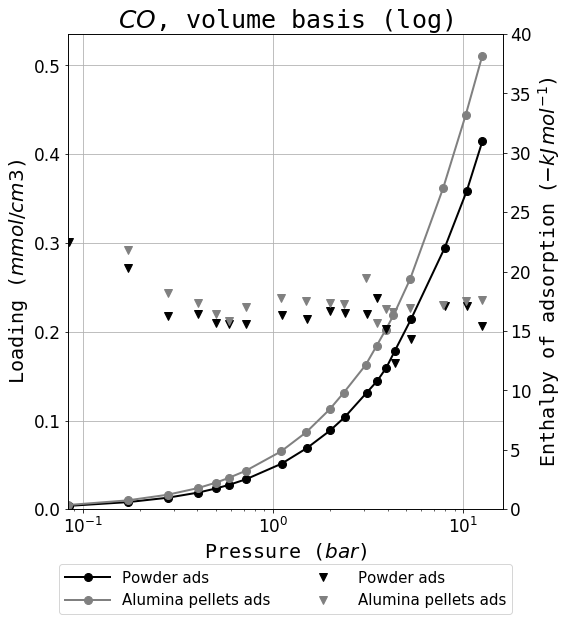 CO, volume basis (log)
Loading (mmol/cm3)
0.5
0.4
0.3
0.2
0.1
0.0
40
35
30
25
20
15
10
5
0
Enthalpy of adsorption (−kJ mol⁻¹)
10⁻¹ 10⁰ 10¹
Pressure (bar)
Powder ads Powder ads
Alumina pellets ads Alumina pellets ads